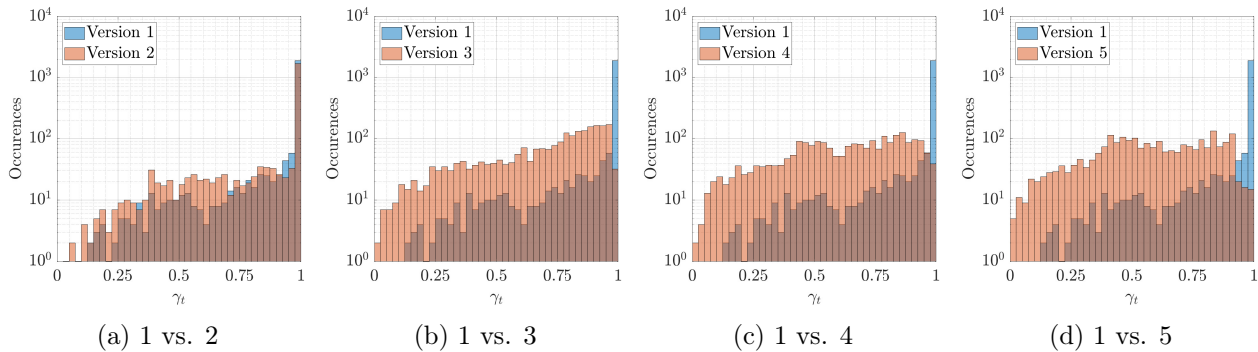 10^4
10^3
10^2
10^1
10^0
Occurences
Version 1
Version 2
0
0.25
0.5
0.75
1
γ_t
(a) 1 vs. 2
10^4
10^3
10^2
10^1
10^0
Occurences
Version 1
Version 3
0
0.25
0.5
0.75
1
γ_t
(b) 1 vs. 3
10^4
10^3
10^2
10^1
10^0
Occurences
Version 1
Version 4
0
0.25
0.5
0.75
1
γ_t
(c) 1 vs. 4
10^4
10^3
10^2
10^1
10^0
Occurences
Version 1
Version 5
0
0.25
0.5
0.75
1
γ_t
(d) 1 vs. 5